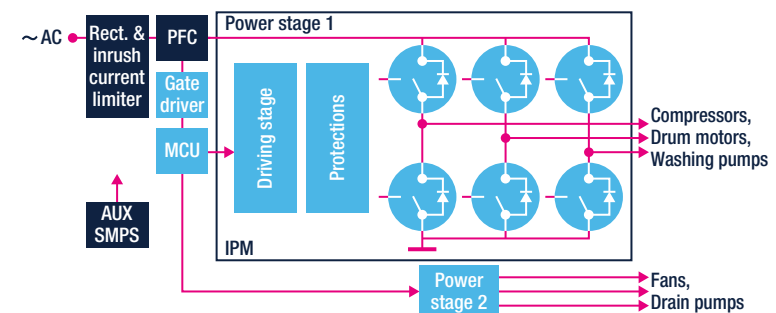 Power stage 1
~ AC
Rect. &
inrush
current
limiter
PFC
Gate
driver
MCU
Driving stage
Protections
Compressors,
Drum motors,
Washing pumps
AUX
SMPS
IPM
Power
stage 2
Fans,
Drain pumps